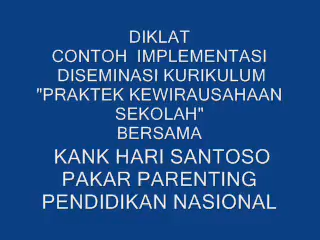 DIKLAT
CONTOH IMPLEMENTASI
DISEMINASI KURIKULUM
"PRAKTEK KEWIRAUSAHAAN
SEKOLAH"
BERSAMA
KANK HARI SANTOSO
PAKAR PARENTING
PENDIDIKAN NASIONAL